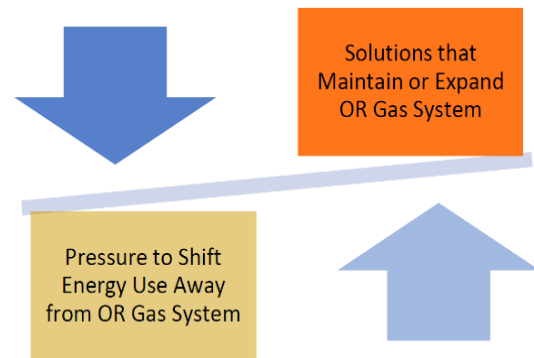 Solutions that
Maintain or Expand
OR Gas System
Pressure to Shift
Energy Use Away
from OR Gas System